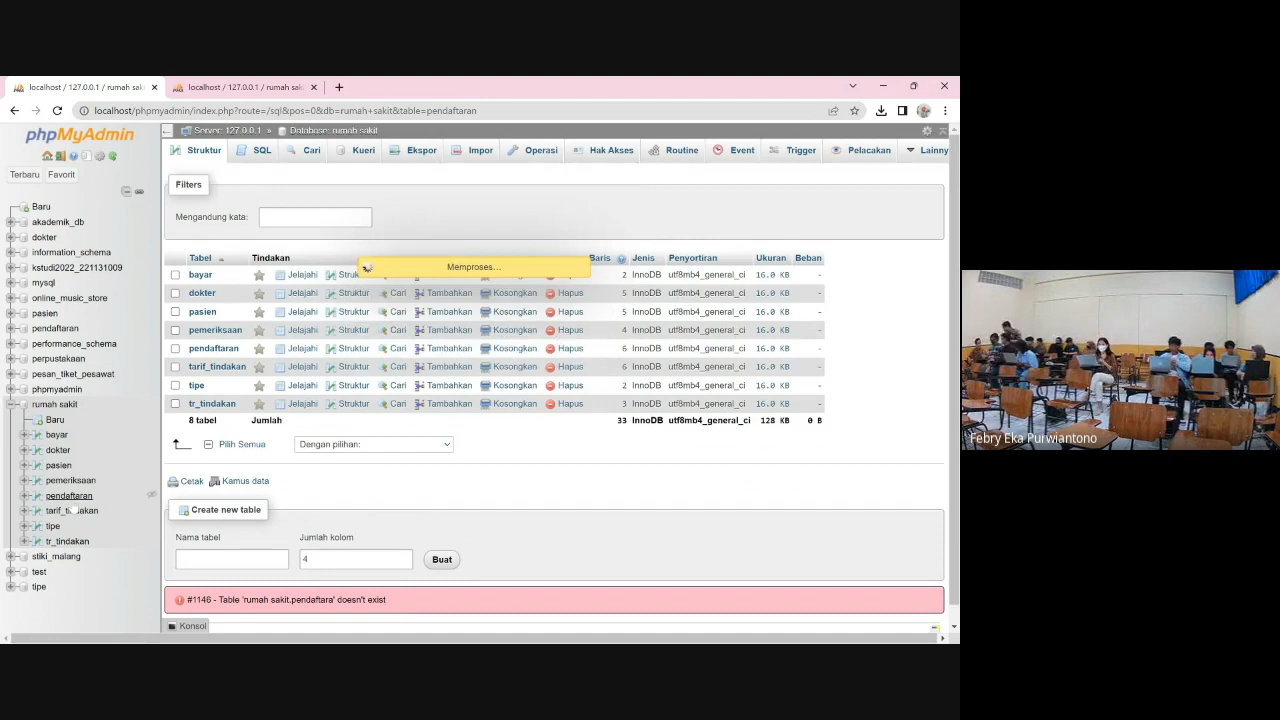 localhost / 127.0.0.1 / rumah sak
localhost / 127.0.0.1 / rumah sak
localhost/phpmyadmin/index.php?route=/sql&pos=0&db=rumah+sakit&table=pendaftaran
phpMyAdmin
Terbaru Favorit
Baru
akademik_db
dokter
information_schema
kstudi2022_221131009
mysql
online_music_store
pasien
pendaftaran
performance_schema
perpustakaan
pesan_tiket_pesawat
phpmyadmin
rumah sakit
Baru
bayar
dokter
pasien
pemeriksaan
pendaftaran
tipe
tr_tindakan
stiki_malang
test
tipe
Server: 127.0.0.1 » Database: rumah sakit
Struktur SQL Cari Kueri Ekspor Impor Operasi Hak Akses Routine Event Trigger Pelacakan Lainny
Filters
Mengandung kata:
Memproses...
Tabel Tindakan Baris Jenis Penyortiran Ukuran Beban
bayar Jelajahi 2 InnoDB utf8mb4_general_ci 16.0 KB -
dokter Jelajahi Struktur Cari Tambahkan Kosongkan Hapus 5 InnoDB utf8mb4_general_ci 16.0 KB -
pasien Jelajahi Struktur Cari Tambahkan Kosongkan Hapus 5 InnoDB utf8mb4_general_ci 16.0 KB -
pemeriksaan Jelajahi Struktur Cari Tambahkan Kosongkan Hapus 4 InnoDB utf8mb4_general_ci 16.0 KB -
pendaftaran Jelajahi Struktur Cari Tambahkan Kosongkan Hapus 6 InnoDB utf8mb4_general_ci 16.0 KB -
tarif_tindakan Jelajahi Struktur Cari Tambahkan Kosongkan Hapus 6 InnoDB utf8mb4_general_ci 16.0 KB -
tipe Jelajahi Struktur Cari Tambahkan Kosongkan Hapus 2 InnoDB utf8mb4_general_ci 16.0 KB -
tr_tindakan Jelajahi Struktur Cari Tambahkan Kosongkan Hapus 3 InnoDB utf8mb4_general_ci 16.0 KB -
8 tabel Jumlah 33 InnoDB utf8mb4_general_ci 128 KB 0 B
Pilih Semua Dengan pilihan:
Cetak Kamus data
Create new table
Nama tabel Jumlah kolom
4 Buat
#1146 - Table 'rumah sakit.pendaftara' doesn't exist
Konsol
Febry Eka Purwiantono